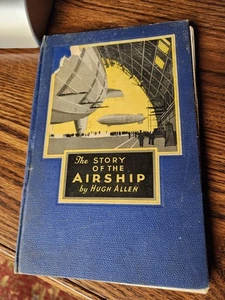 The STORY
OF THE
AIRSHIP
by HUGH ALLEN